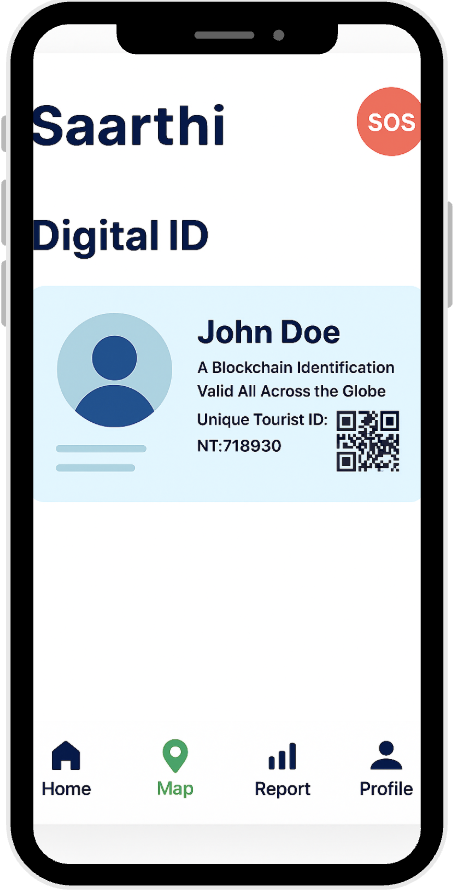 Saarthi
SOS
Digital ID
John Doe
A Blockchain Identification
Valid All Across the Globe
Unique Tourist ID:
NT:718930
Home
Map
Report
Profile